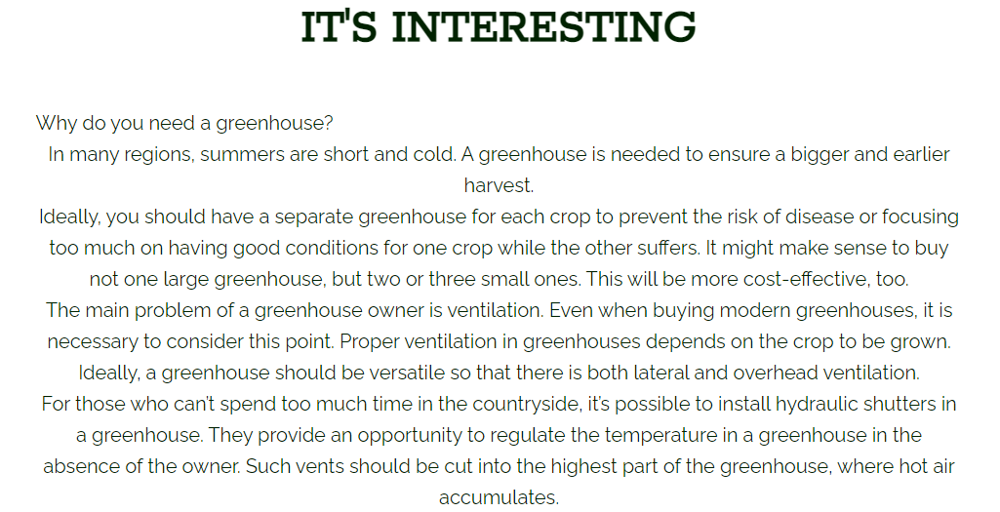 IT'S INTERESTING
Why do you need a greenhouse?
In many regions, summers are short and cold. A greenhouse is needed to ensure a bigger and earlier
harvest.
Ideally, you should have a separate greenhouse for each crop to prevent the risk of disease or focusing
too much on having good conditions for one crop while the other suffers. It might make sense to buy
not one large greenhouse, but two or three small ones. This will be more cost-effective, too.
The main problem of a greenhouse owner is ventilation. Even when buying modern greenhouses, it is
necessary to consider this point. Proper ventilation in greenhouses depends on the crop to be grown.
Ideally, a greenhouse should be versatile so that there is both lateral and overhead ventilation.
For those who can't spend too much time in the countryside, it's possible to install hydraulic shutters in
a greenhouse. They provide an opportunity to regulate the temperature in a greenhouse in the
absence of the owner. Such vents should be cut into the highest part of the greenhouse, where hot air
accumulates.